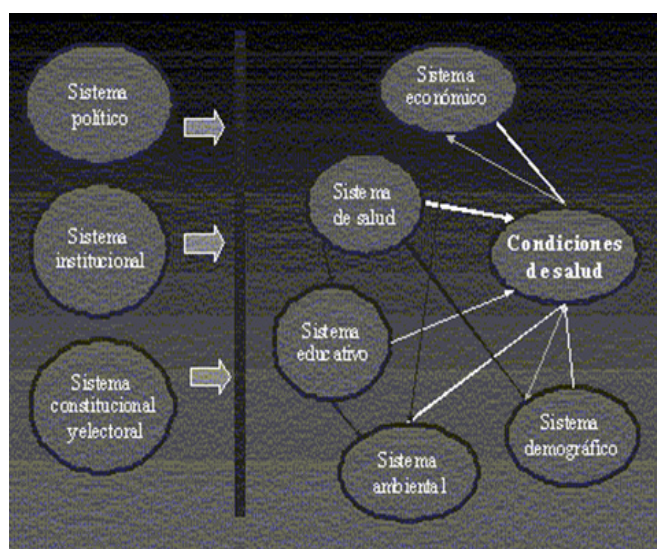 Sistema
político
Sistema
institucional
Sistema
constitucional
y electoral
Sistema
económico
Sistema
de salud
Condiciones
de salud
Sistema
educativo
Sistema
ambiental
Sistema
demográfico